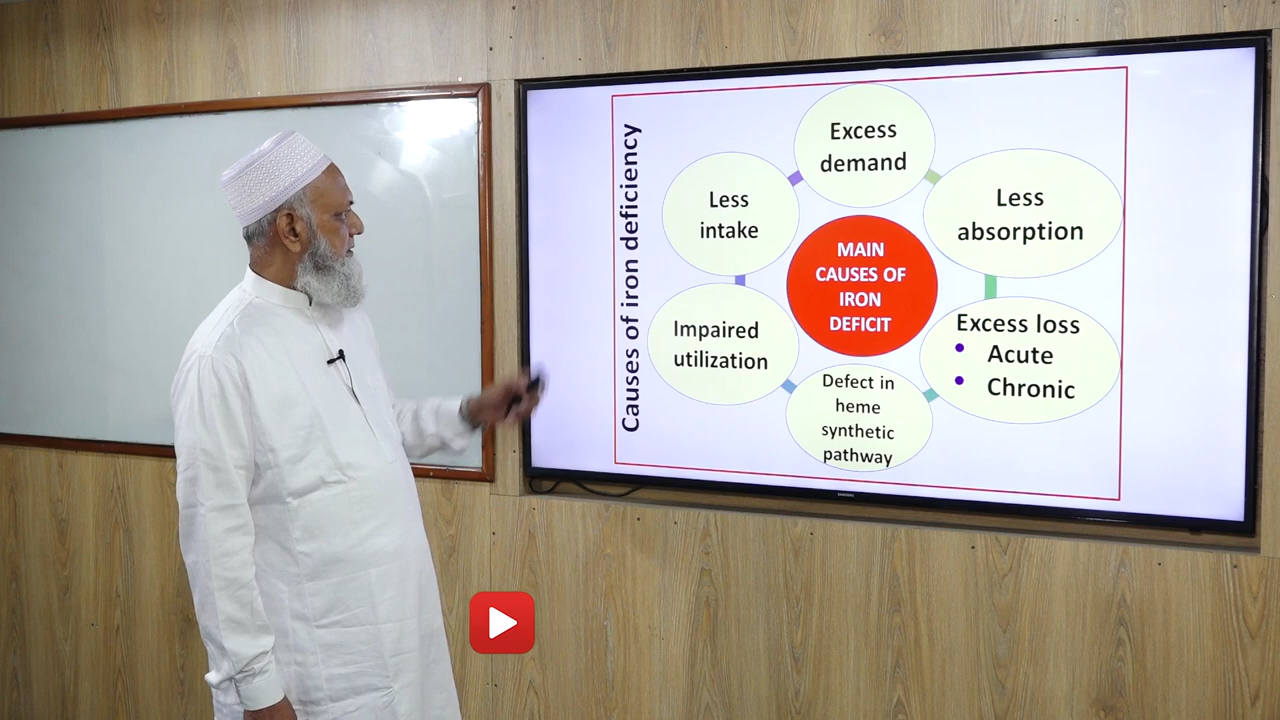 Causes of iron deficiency
Excess
demand
Less
intake
Less
absorption
MAIN
CAUSES OF
IRON
DEFICIT
Impaired
utilization
Excess loss
• Acute
• Chronic
Defect in
heme
synthetic
pathway
SAMSUNG